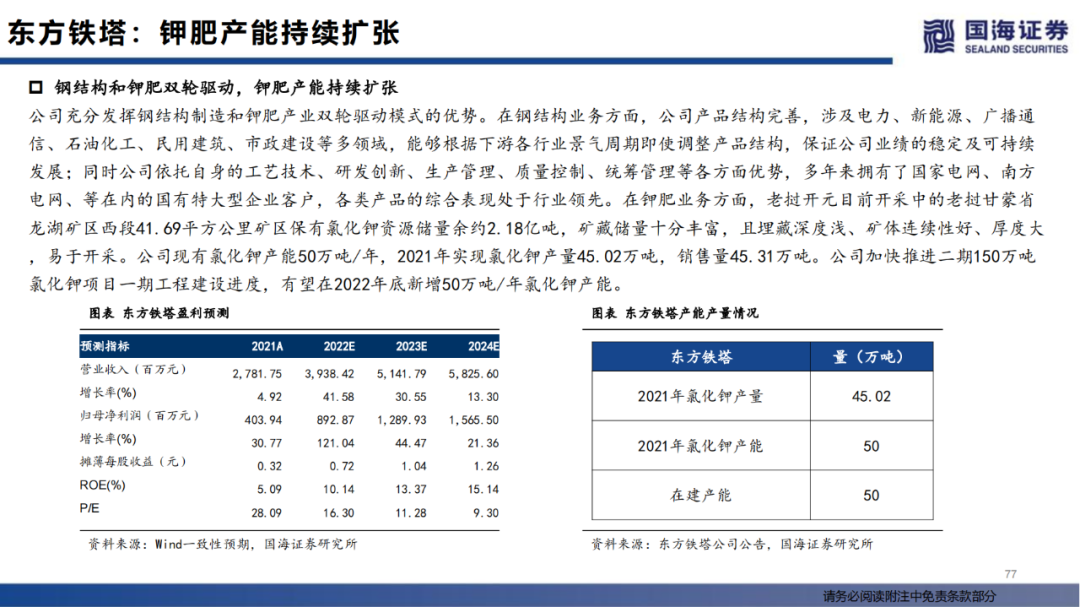 东方铁塔：钾肥产能持续扩张
国海证券
SEALAND SECURITIES
钢结构和钾肥双轮驱动，钾肥产能持续扩张
公司充分发挥钢结构制造和钾肥产业双轮驱动模式的优势。在钢结构业务方面，公司产品结构完善，涉及电力、新能源、广播通
信、石油化工、民用建筑、市政建设等多领域，能够根据下游各行业景气周期即使调整产品结构，保证公司业绩的稳定及可持续
发展；同时公司依托自身的工艺技术、研发创新、生产管理、质量控制、统筹管理等各方面优势，多年来拥有了国家电网、南方
电网、等在内的国有特大型企业客户，各类产品的综合表现处于行业领先。在钾肥业务方面，老挝开元目前开采中的老挝甘蒙省
龙湖矿区西段41.69平方公里矿区保有氯化钾资源储量余约2.18亿吨，矿藏储量十分丰富，且埋藏深度浅、矿体连续性好、厚度大
，易于开采。公司现有氯化钾产能50万吨/年，2021年实现氯化钾产量45.02万吨，销售量45.31万吨。公司加快推进二期150万吨
氯化钾项目一期工程建设进度，有望在2022年底新增50万吨/年氯化钾产能。
图表 东方铁塔盈利预测
预测指标 2021A 2022E 2023E 2024E
营业收入（百万元） 2,781.75 3,938.42 5,141.79 5,825.60
增长率(%) 4.92 41.58 30.55 13.30
归母净利润（百万元） 403.94 892.87 1,289.93 1,565.50
增长率(%) 30.77 121.04 44.47 21.36
摊薄每股收益（元） 0.32 0.72 1.04 1.26
ROE(%) 5.09 10.14 13.37 15.14
P/E 28.09 16.30 11.28 9.30
资料来源：Wind一致性预期，国海证券研究所
图表 东方铁塔产能产量情况
东方铁塔 量（万吨）
2021年氯化钾产量 45.02
2021年氯化钾产能 50
在建产能 50
资料来源：东方铁塔公司公告，国海证券研究所
77
请务必阅读附注中免责条款部分